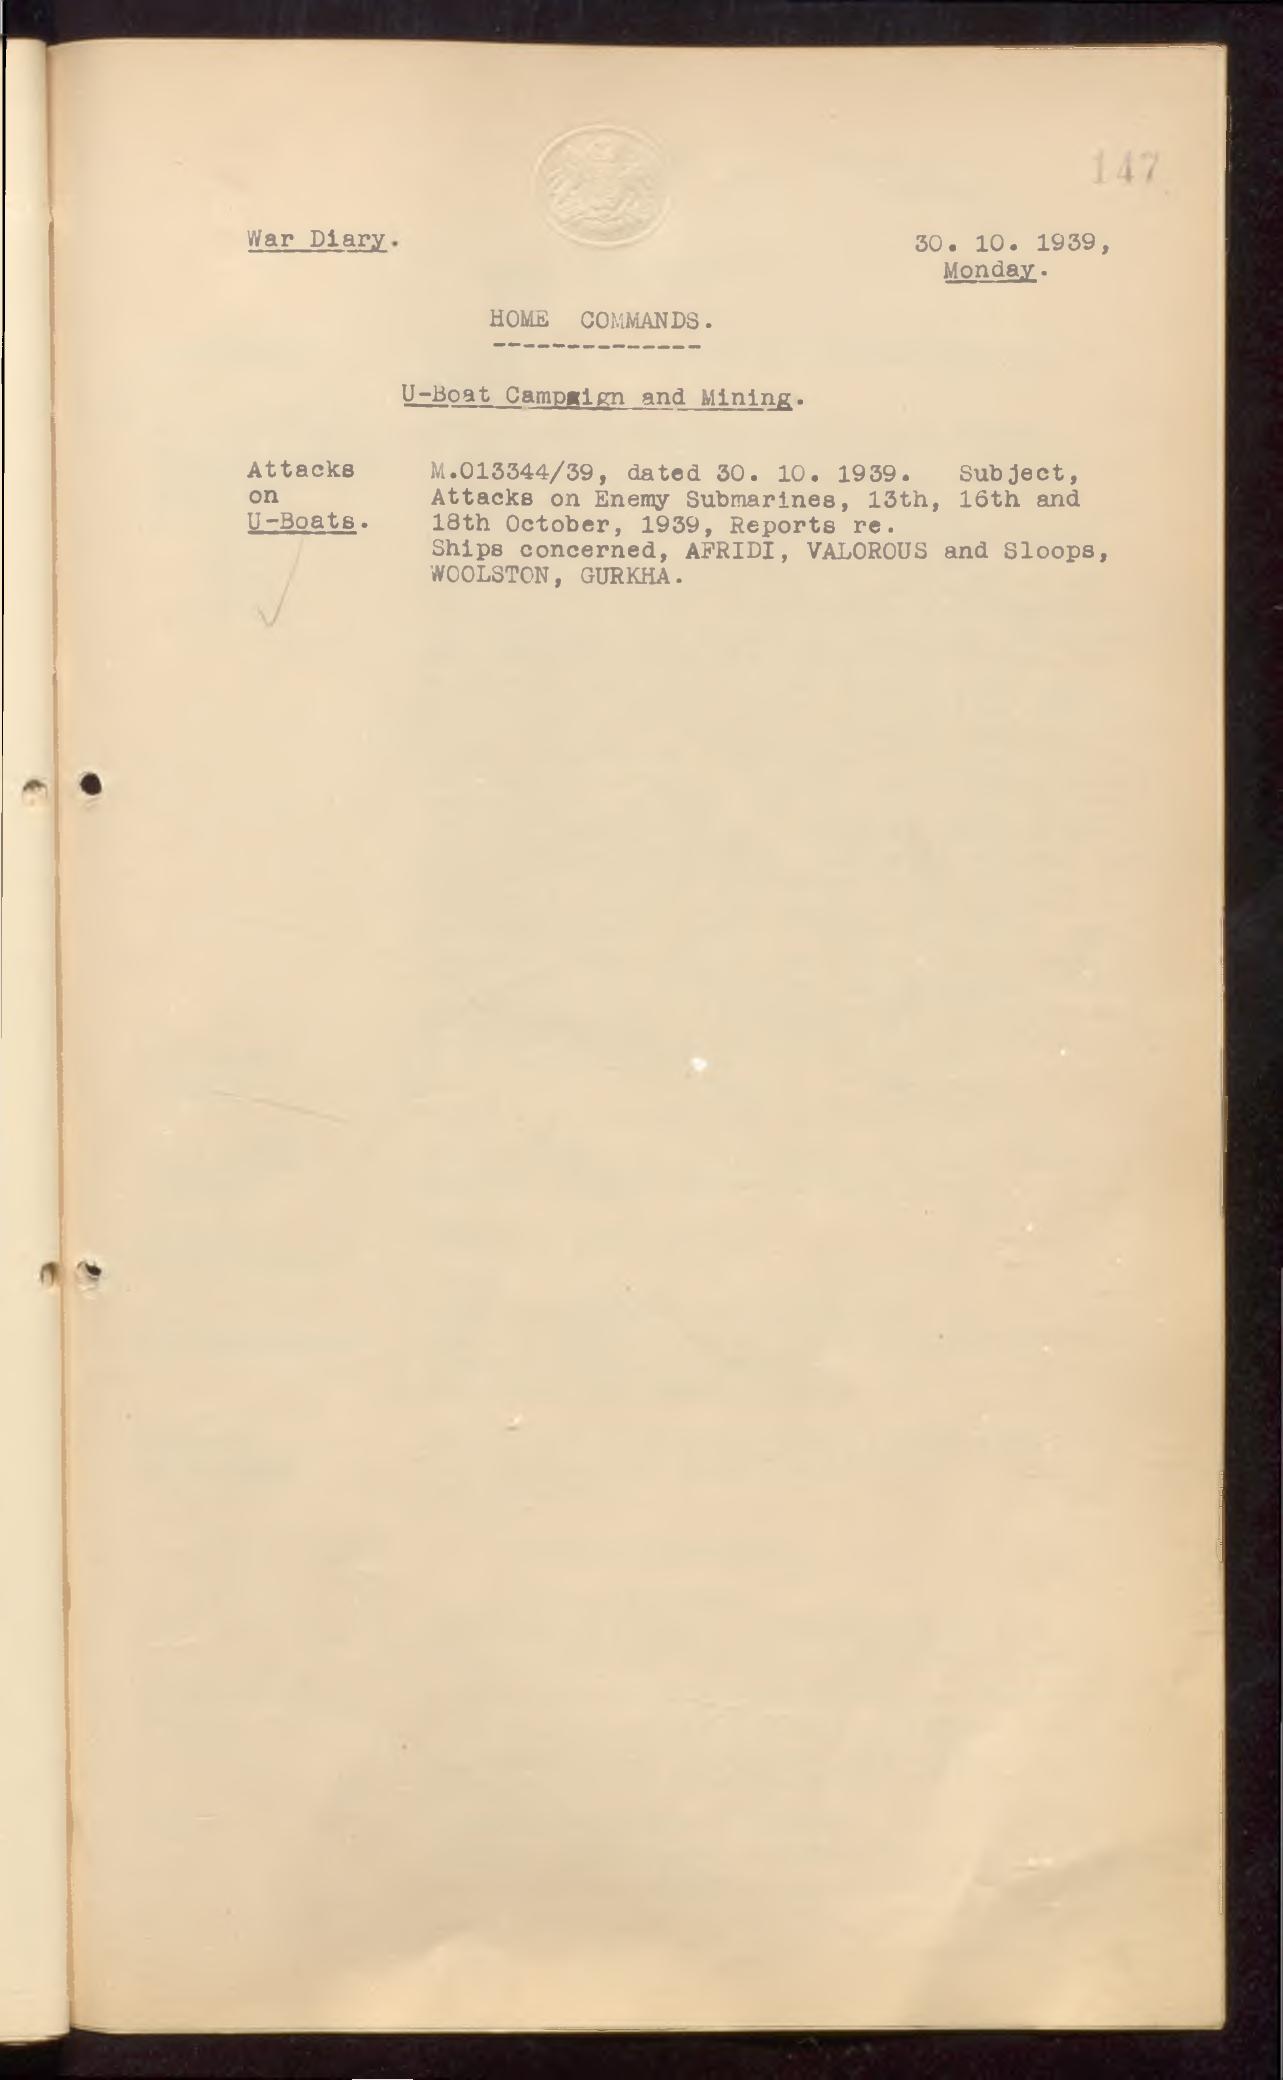 147
War Diary.
30. 10. 1939,
Monday.
HOME COMMANDS.
--------------
U-Boat Campaign and Mining.
Attacks
on
U-Boats.
M.013344/39, dated 30. 10. 1939. Subject,
Attacks on Enemy Submarines, 13th, 16th and
18th October, 1939, Reports re.
Ships concerned, AFRIDI, VALOROUS and Sloops,
WOOLSTON, GURKHA.